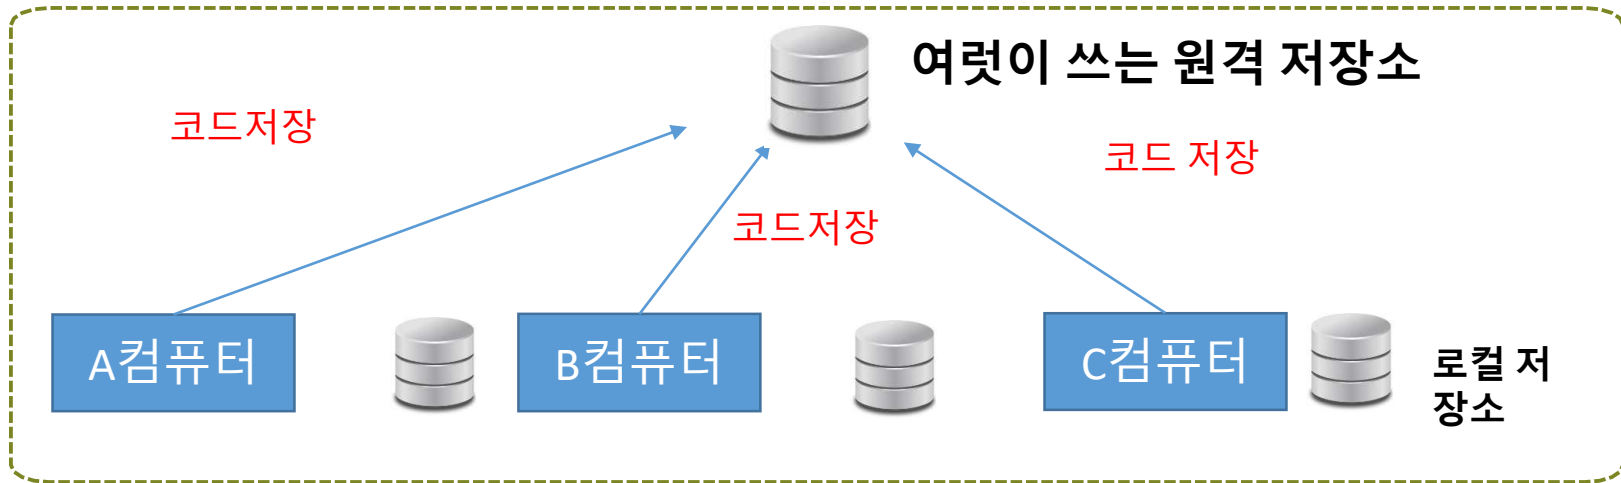 여럿이 쓰는 원격 저장소
코드저장
코드 저장
코드저장
A컴퓨터
B컴퓨터
C컴퓨터
로컬 저
장소